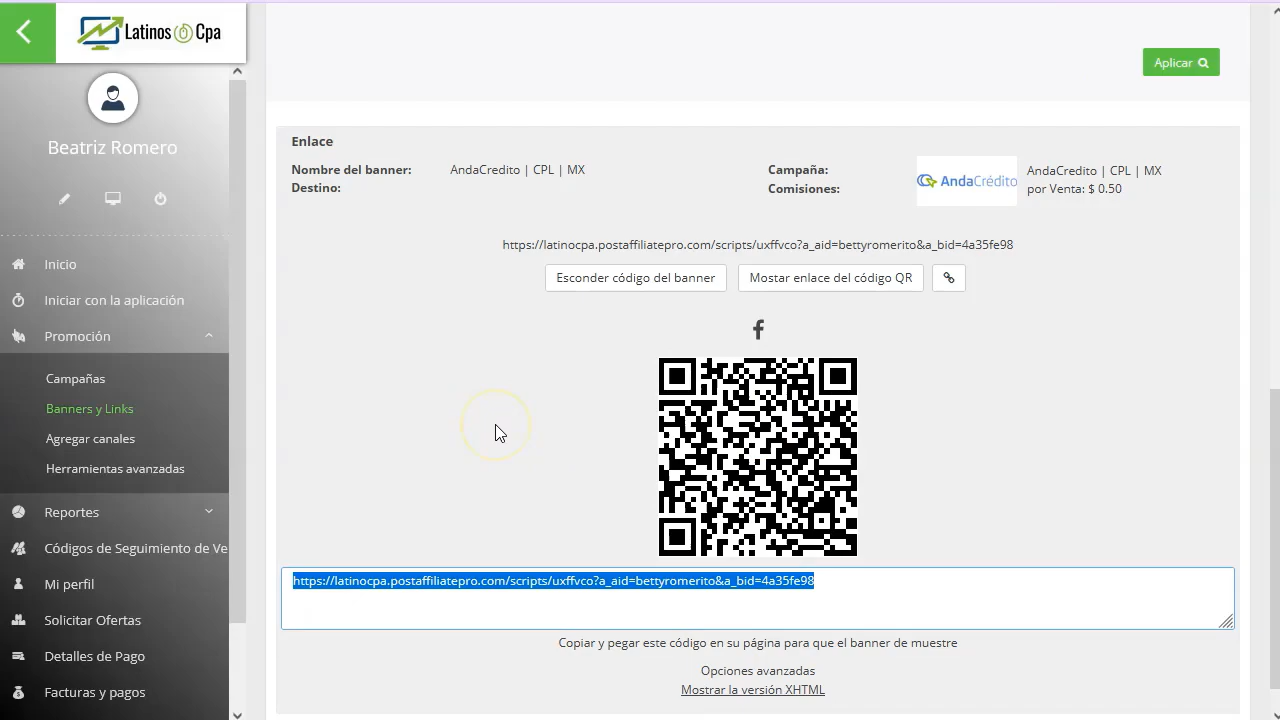 Latinos Cpa
Beatriz Romero
Inicio
Iniciar con la aplicación
Promoción
Campañas
Banners y Links
Agregar canales
Herramientas avanzadas
Reportes
Códigos de Seguimiento de Ve
Mi perfil
Solicitar Ofertas
Detalles de Pago
Facturas y pagos
Aplicar
Enlace
Nombre del banner: AndaCredito | CPL | MX
Destino:
Campaña: AndaCrédito AndaCredito | CPL | MX
Comisiones: por Venta: $ 0.50
https://latinocpa.postaffiliatepro.com/scripts/uxffvco?a_aid=bettyromerito&a_bid=4a35fe98
Esconder código del banner Mostar enlace del código QR
https://latinocpa.postaffiliatepro.com/scripts/uxffvco?a_aid=bettyromerito&a_bid=4a35fe98
Copiar y pegar este código en su página para que el banner de muestre
Opciones avanzadas
Mostrar la versión XHTML